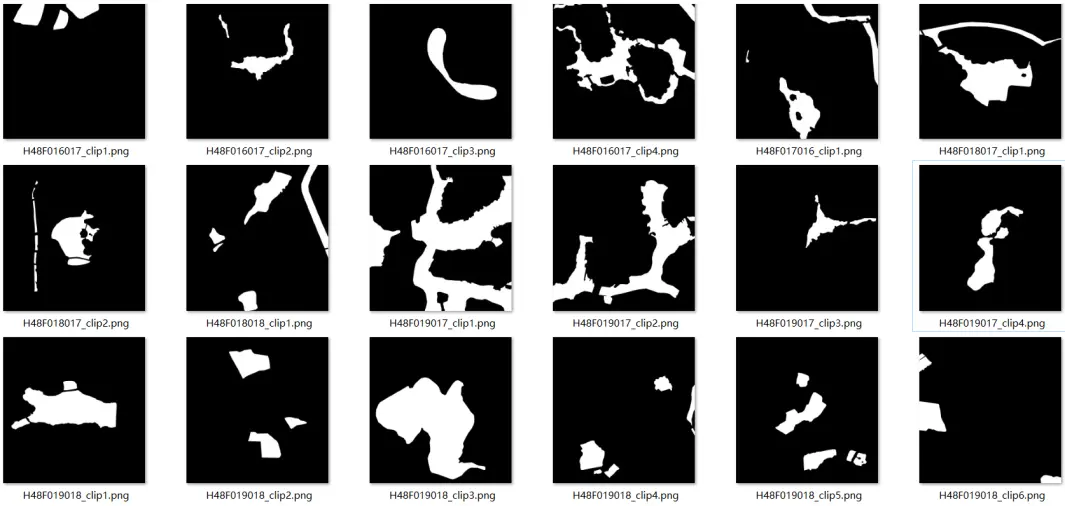 H48F016017_clip1.png
H48F016017_clip2.png
H48F016017_clip3.png
H48F016017_clip4.png
H48F017016_clip1.png
H48F018017_clip1.png
H48F018017_clip2.png
H48F018018_clip1.png
H48F019017_clip1.png
H48F019017_clip2.png
H48F019017_clip3.png
H48F019017_clip4.png
H48F019018_clip1.png
H48F019018_clip2.png
H48F019018_clip3.png
H48F019018_clip4.png
H48F019018_clip5.png
H48F019018_clip6.png